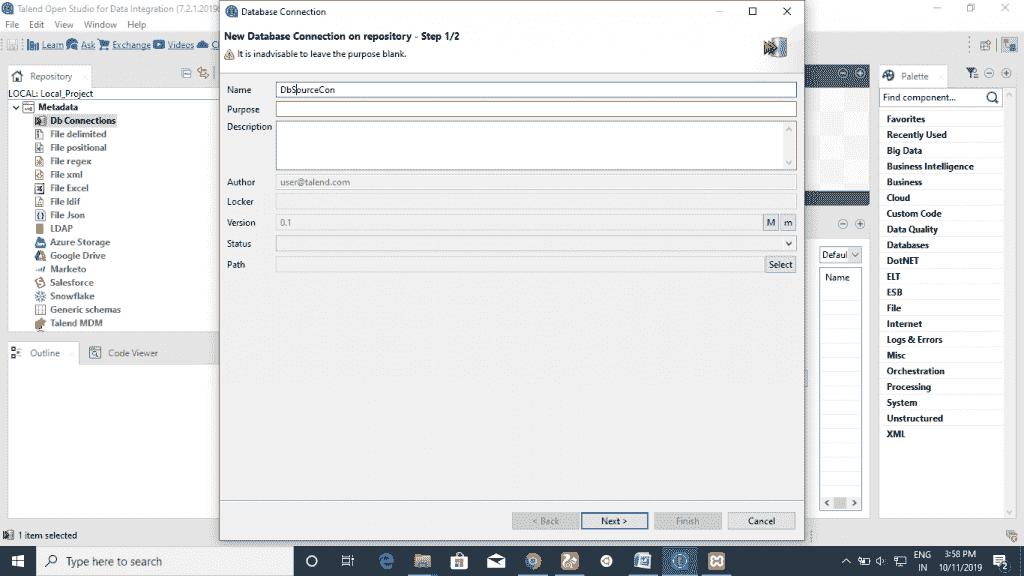 Talend Open Studio for Data Integration (7.2.1.2019
File Edit View Window Help
Learn Ask Exchange Videos
Repository
LOCAL: Local_Project
Metadata
Db Connections
File delimited
File positional
File regex
File xml
File Excel
File ldif
File Json
LDAP
Azure Storage
Google Drive
Marketo
Salesforce
Snowflake
Generic schemas
Talend MDM
Outline
Code Viewer
1 item selected
Database Connection
New Database Connection on repository - Step 1/2
It is inadvisable to leave the purpose blank.
Name DbSourceCon
Purpose
Description
Author user@talend.com
Locker
Version 0.1 M m
Status
Path Select
< Back Next > Finish Cancel
Defaul
Name
Palette
Find component...
Favorites
Recently Used
Big Data
Business Intelligence
Business
Cloud
Custom Code
Data Quality
Databases
DotNET
ELT
ESB
File
Internet
Logs & Errors
Misc
Orchestration
Processing
System
Unstructured
XML
Type here to search
ENG
IN
3:58 PM
10/11/2019
2